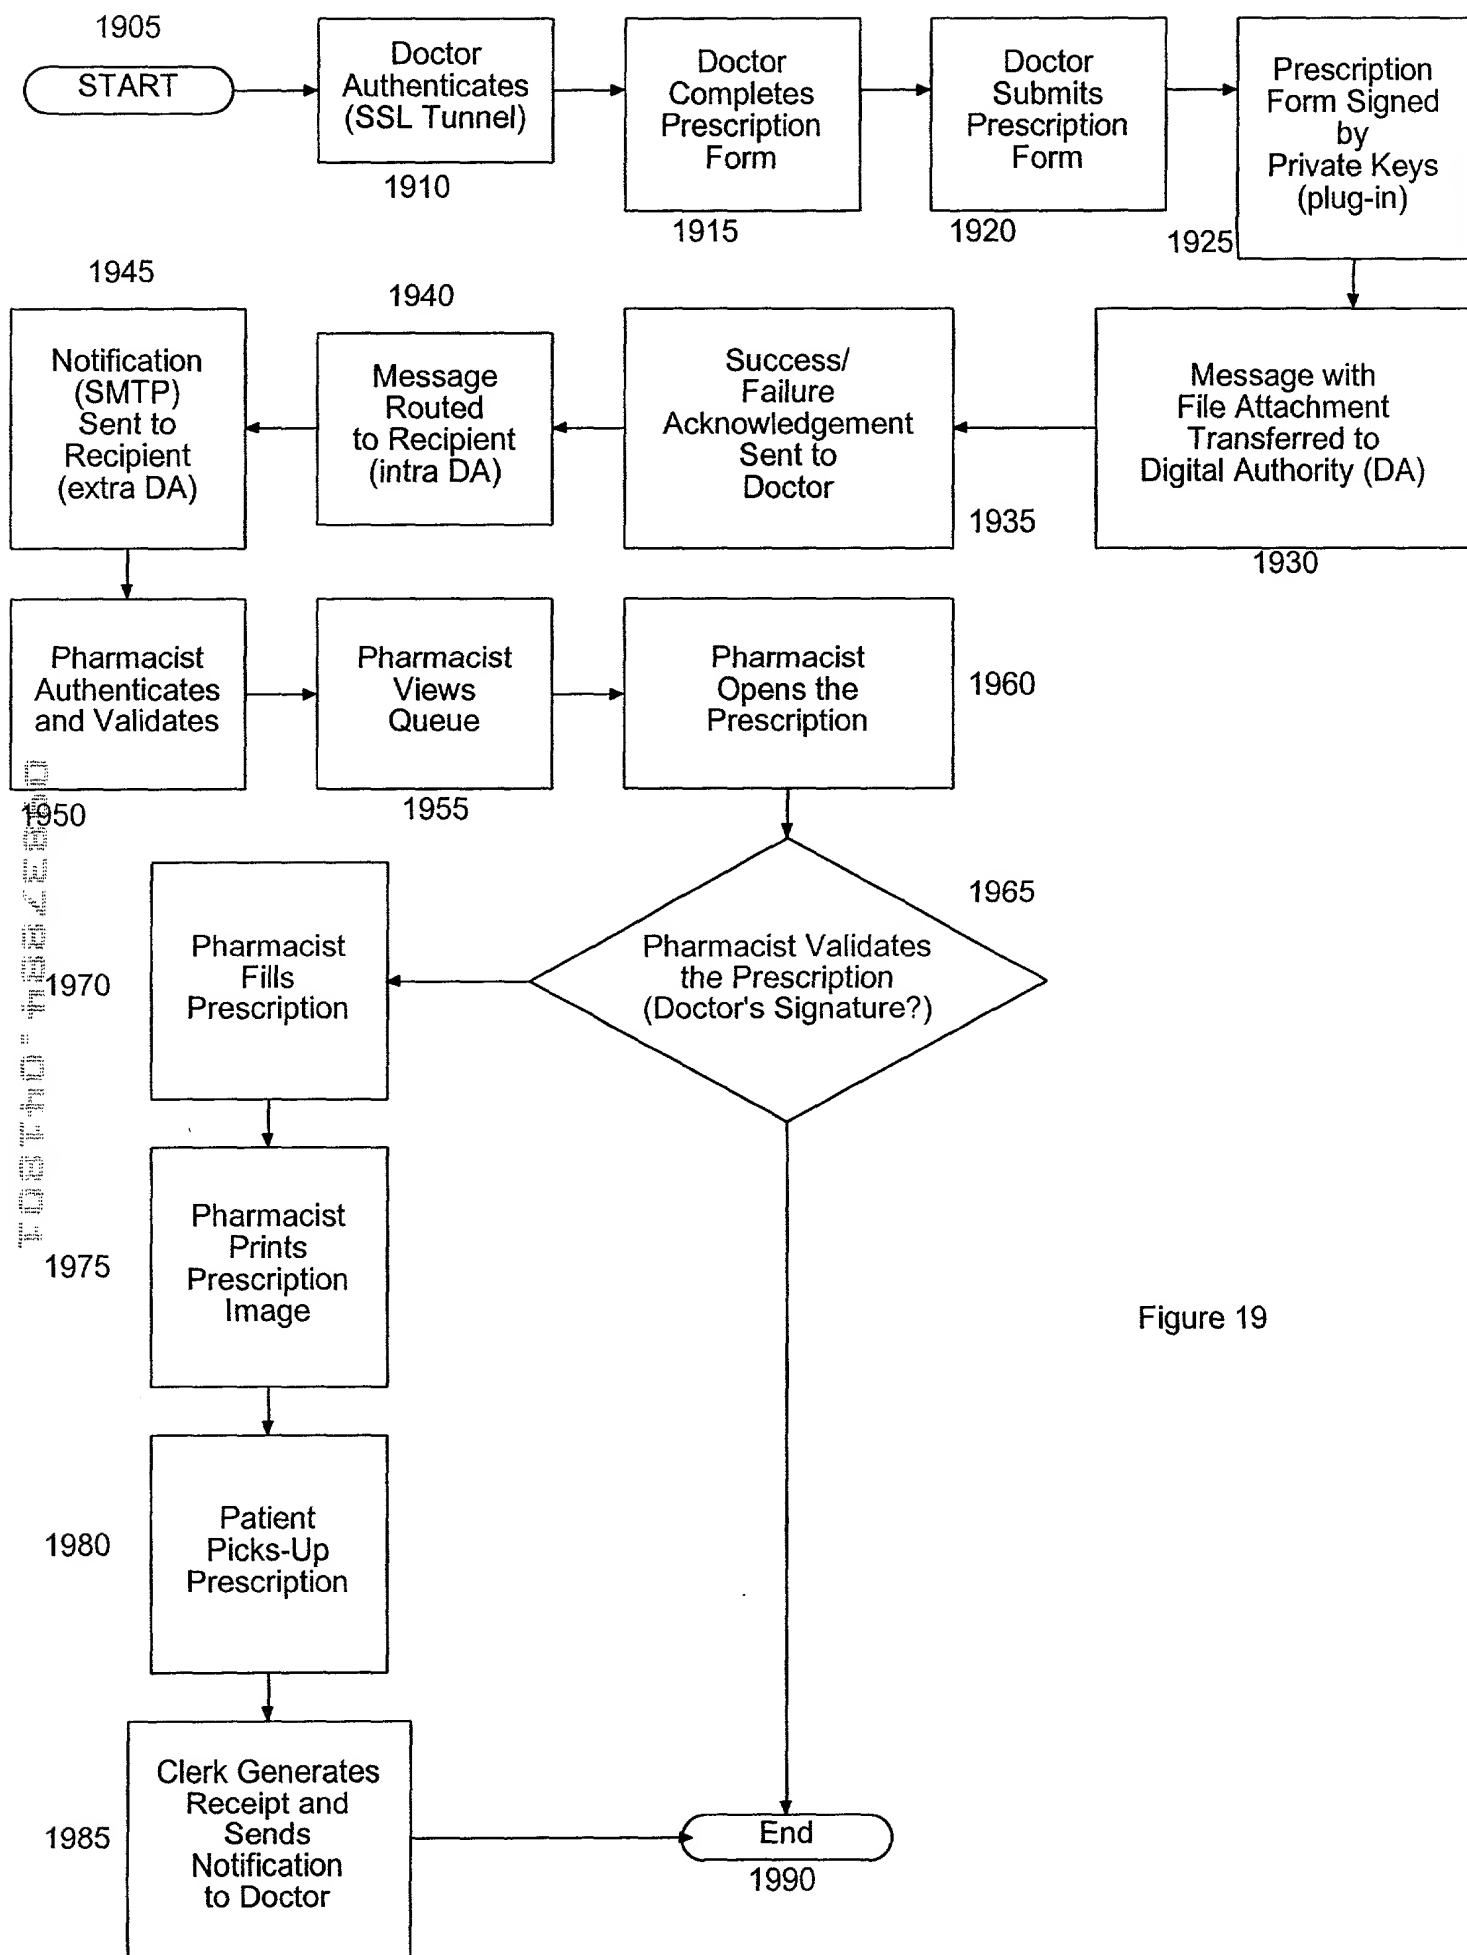 1905
START
Doctor
Authenticates
(SSL Tunnel)
1910
Doctor
Completes
Prescription
Form
1915
Doctor
Submits
Prescription
Form
1920
Prescription
Form Signed
by
Private Keys
(plug-in)
1925
Message with
File Attachment
Transferred to
Digital Authority (DA)
1930
Success/
Failure
Acknowledgement
Sent to
Doctor
1935
1940
Message
Routed
to Recipient
(intra DA)
1945
Notification
(SMTP)
Sent to
Recipient
(extra DA)
Pharmacist
Authenticates
and Validates
1950
Pharmacist
Views
Queue
1955
Pharmacist
Opens the
Prescription
1960
1965
Pharmacist Validates
the Prescription
(Doctor's Signature?)
Pharmacist
Fills
Prescription
1970
Pharmacist
Prints
Prescription
Image
1975
Patient
Picks-Up
Prescription
1980
Clerk Generates
Receipt and
Sends
Notification
to Doctor
1985
End
1990
Figure 19